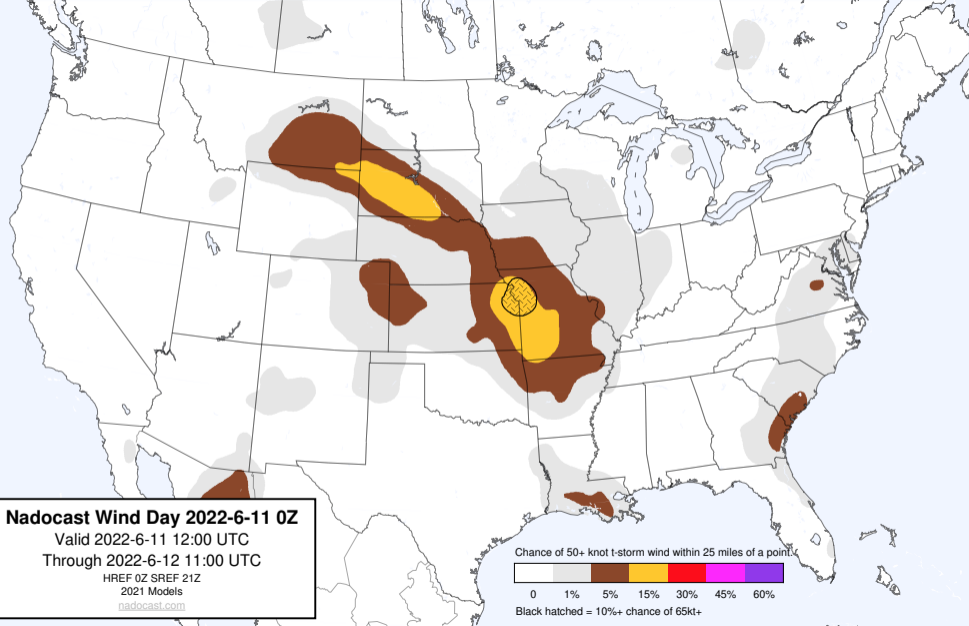 Nadocast Wind Day 2022-6-11 0Z
Valid 2022-6-11 12:00 UTC
Through 2022-6-12 11:00 UTC
HREF 0Z SREF 21Z
2021 Models
nadocast.com
Chance of 50+ knot t-storm wind within 25 miles of a point.
0 1% 5% 15% 30% 45% 60%
Black hatched = 10%+ chance of 65kt+